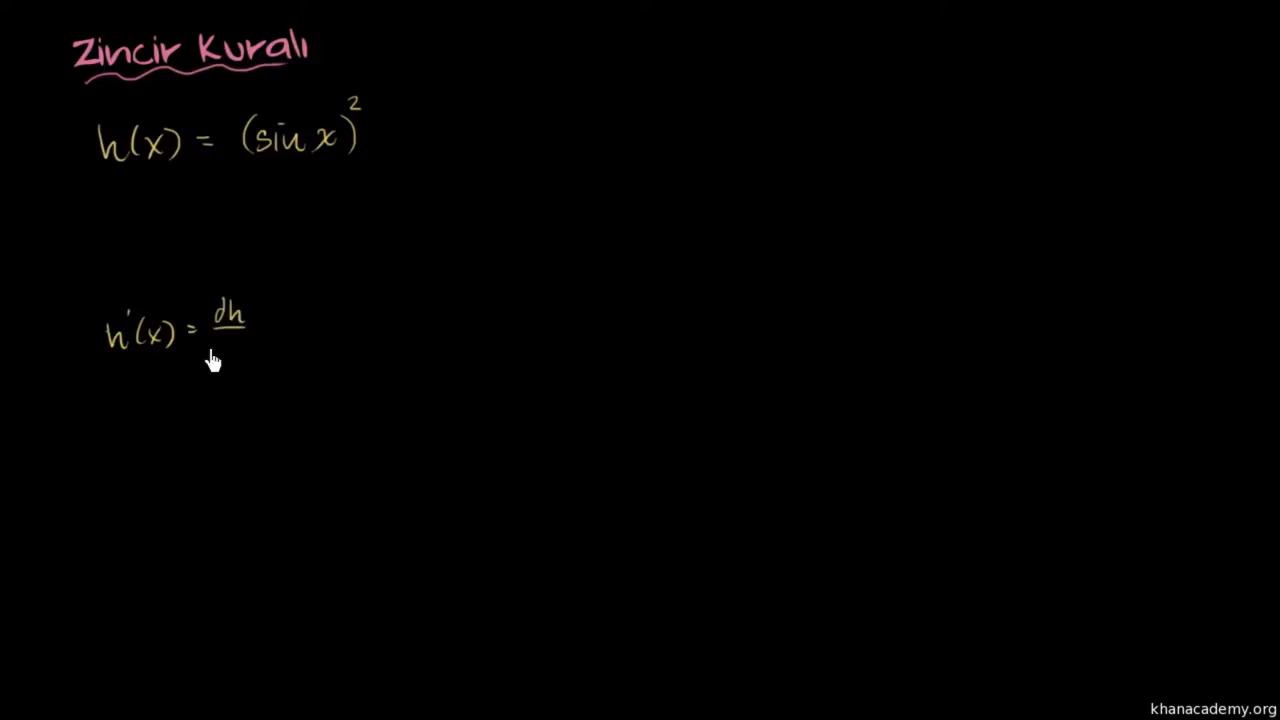 Zincir Kuralı
h(x) = (sin x)²
h'(x) = dh
khanacademy.org